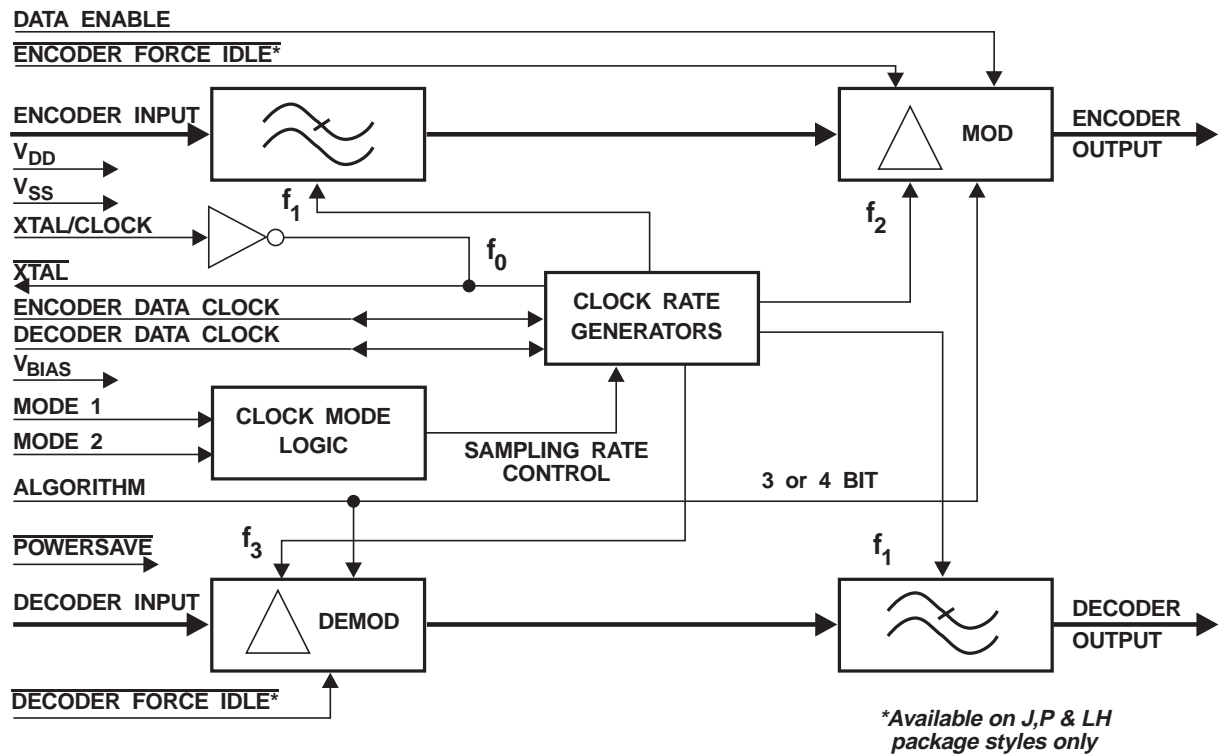 DATA ENABLE
ENCODER FORCE IDLE*
ENCODER INPUT
MOD
ENCODER
OUTPUT
VDD
VSS
f1
f2
XTAL/CLOCK
f0
XTAL
CLOCK RATE
GENERATORS
ENCODER DATA CLOCK
DECODER DATA CLOCK
VBIAS
MODE 1
MODE 2
CLOCK MODE
LOGIC
SAMPLING RATE
CONTROL
ALGORITHM
3 or 4 BIT
POWERSAVE
f3
f1
DECODER INPUT
DEMOD
DECODER
OUTPUT
DECODER FORCE IDLE*
*Available on J,P & LH
package styles only